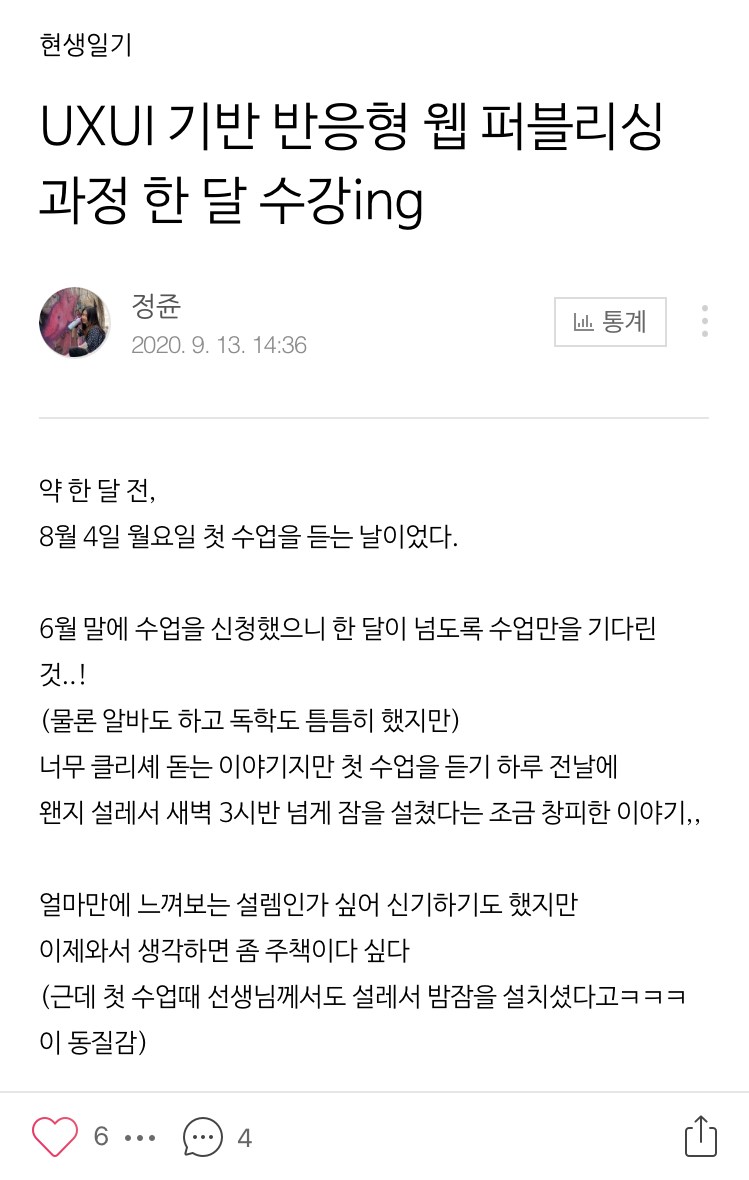 현생일기
UXUI 기반 반응형 웹 퍼블리싱
과정 한 달 수강ing
정쥰
2020. 9. 13. 14:36
통계
약 한 달 전,
8월 4일 월요일 첫 수업을 듣는 날이었다.
6월 말에 수업을 신청했으니 한 달이 넘도록 수업만을 기다린
것..!
(물론 알바도 하고 독학도 틈틈히 했지만)
너무 클리셰 돋는 이야기지만 첫 수업을 듣기 하루 전날에
왠지 설레서 새벽 3시반 넘게 잠을 설쳤다는 조금 창피한 이야기,,
얼마만에 느껴보는 설렘인가 싶어 신기하기도 했지만
이제와서 생각하면 좀 주책이다 싶다
(근데 첫 수업때 선생님께서도 설레서 밤잠을 설치셨다고ㅋㅋㅋ
이 동질감)
6
4